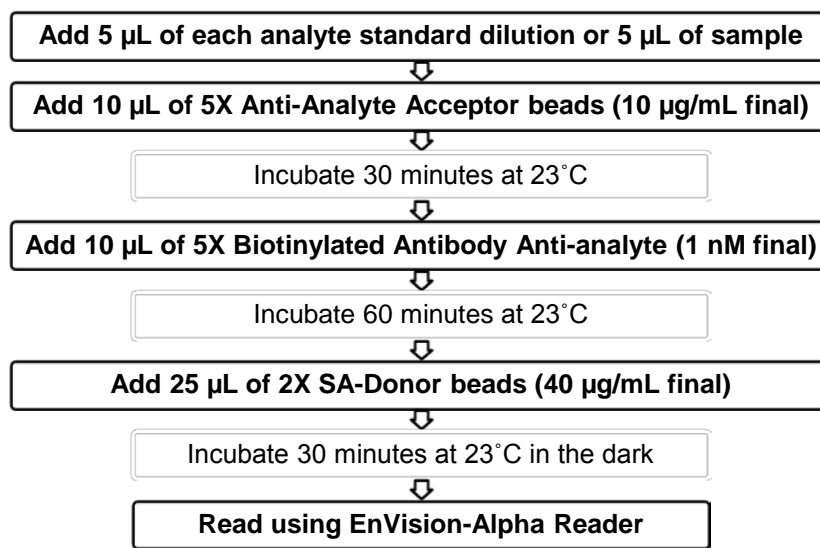 Add 5 µL of each analyte standard dilution or 5 µL of sample
Add 10 µL of 5X Anti-Analyte Acceptor beads (10 µg/mL final)
Incubate 30 minutes at 23˚C
Add 10 µL of 5X Biotinylated Antibody Anti-analyte (1 nM final)
Incubate 60 minutes at 23˚C
Add 25 µL of 2X SA-Donor beads (40 µg/mL final)
Incubate 30 minutes at 23˚C in the dark
Read using EnVision-Alpha Reader